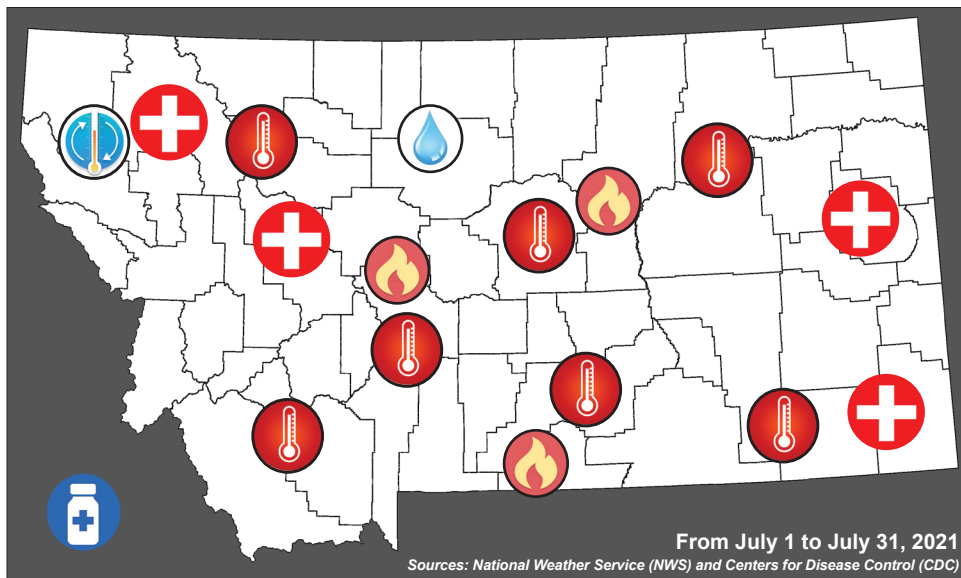 From July 1 to July 31, 2021
Sources: National Weather Service (NWS) and Centers for Disease Control (CDC)